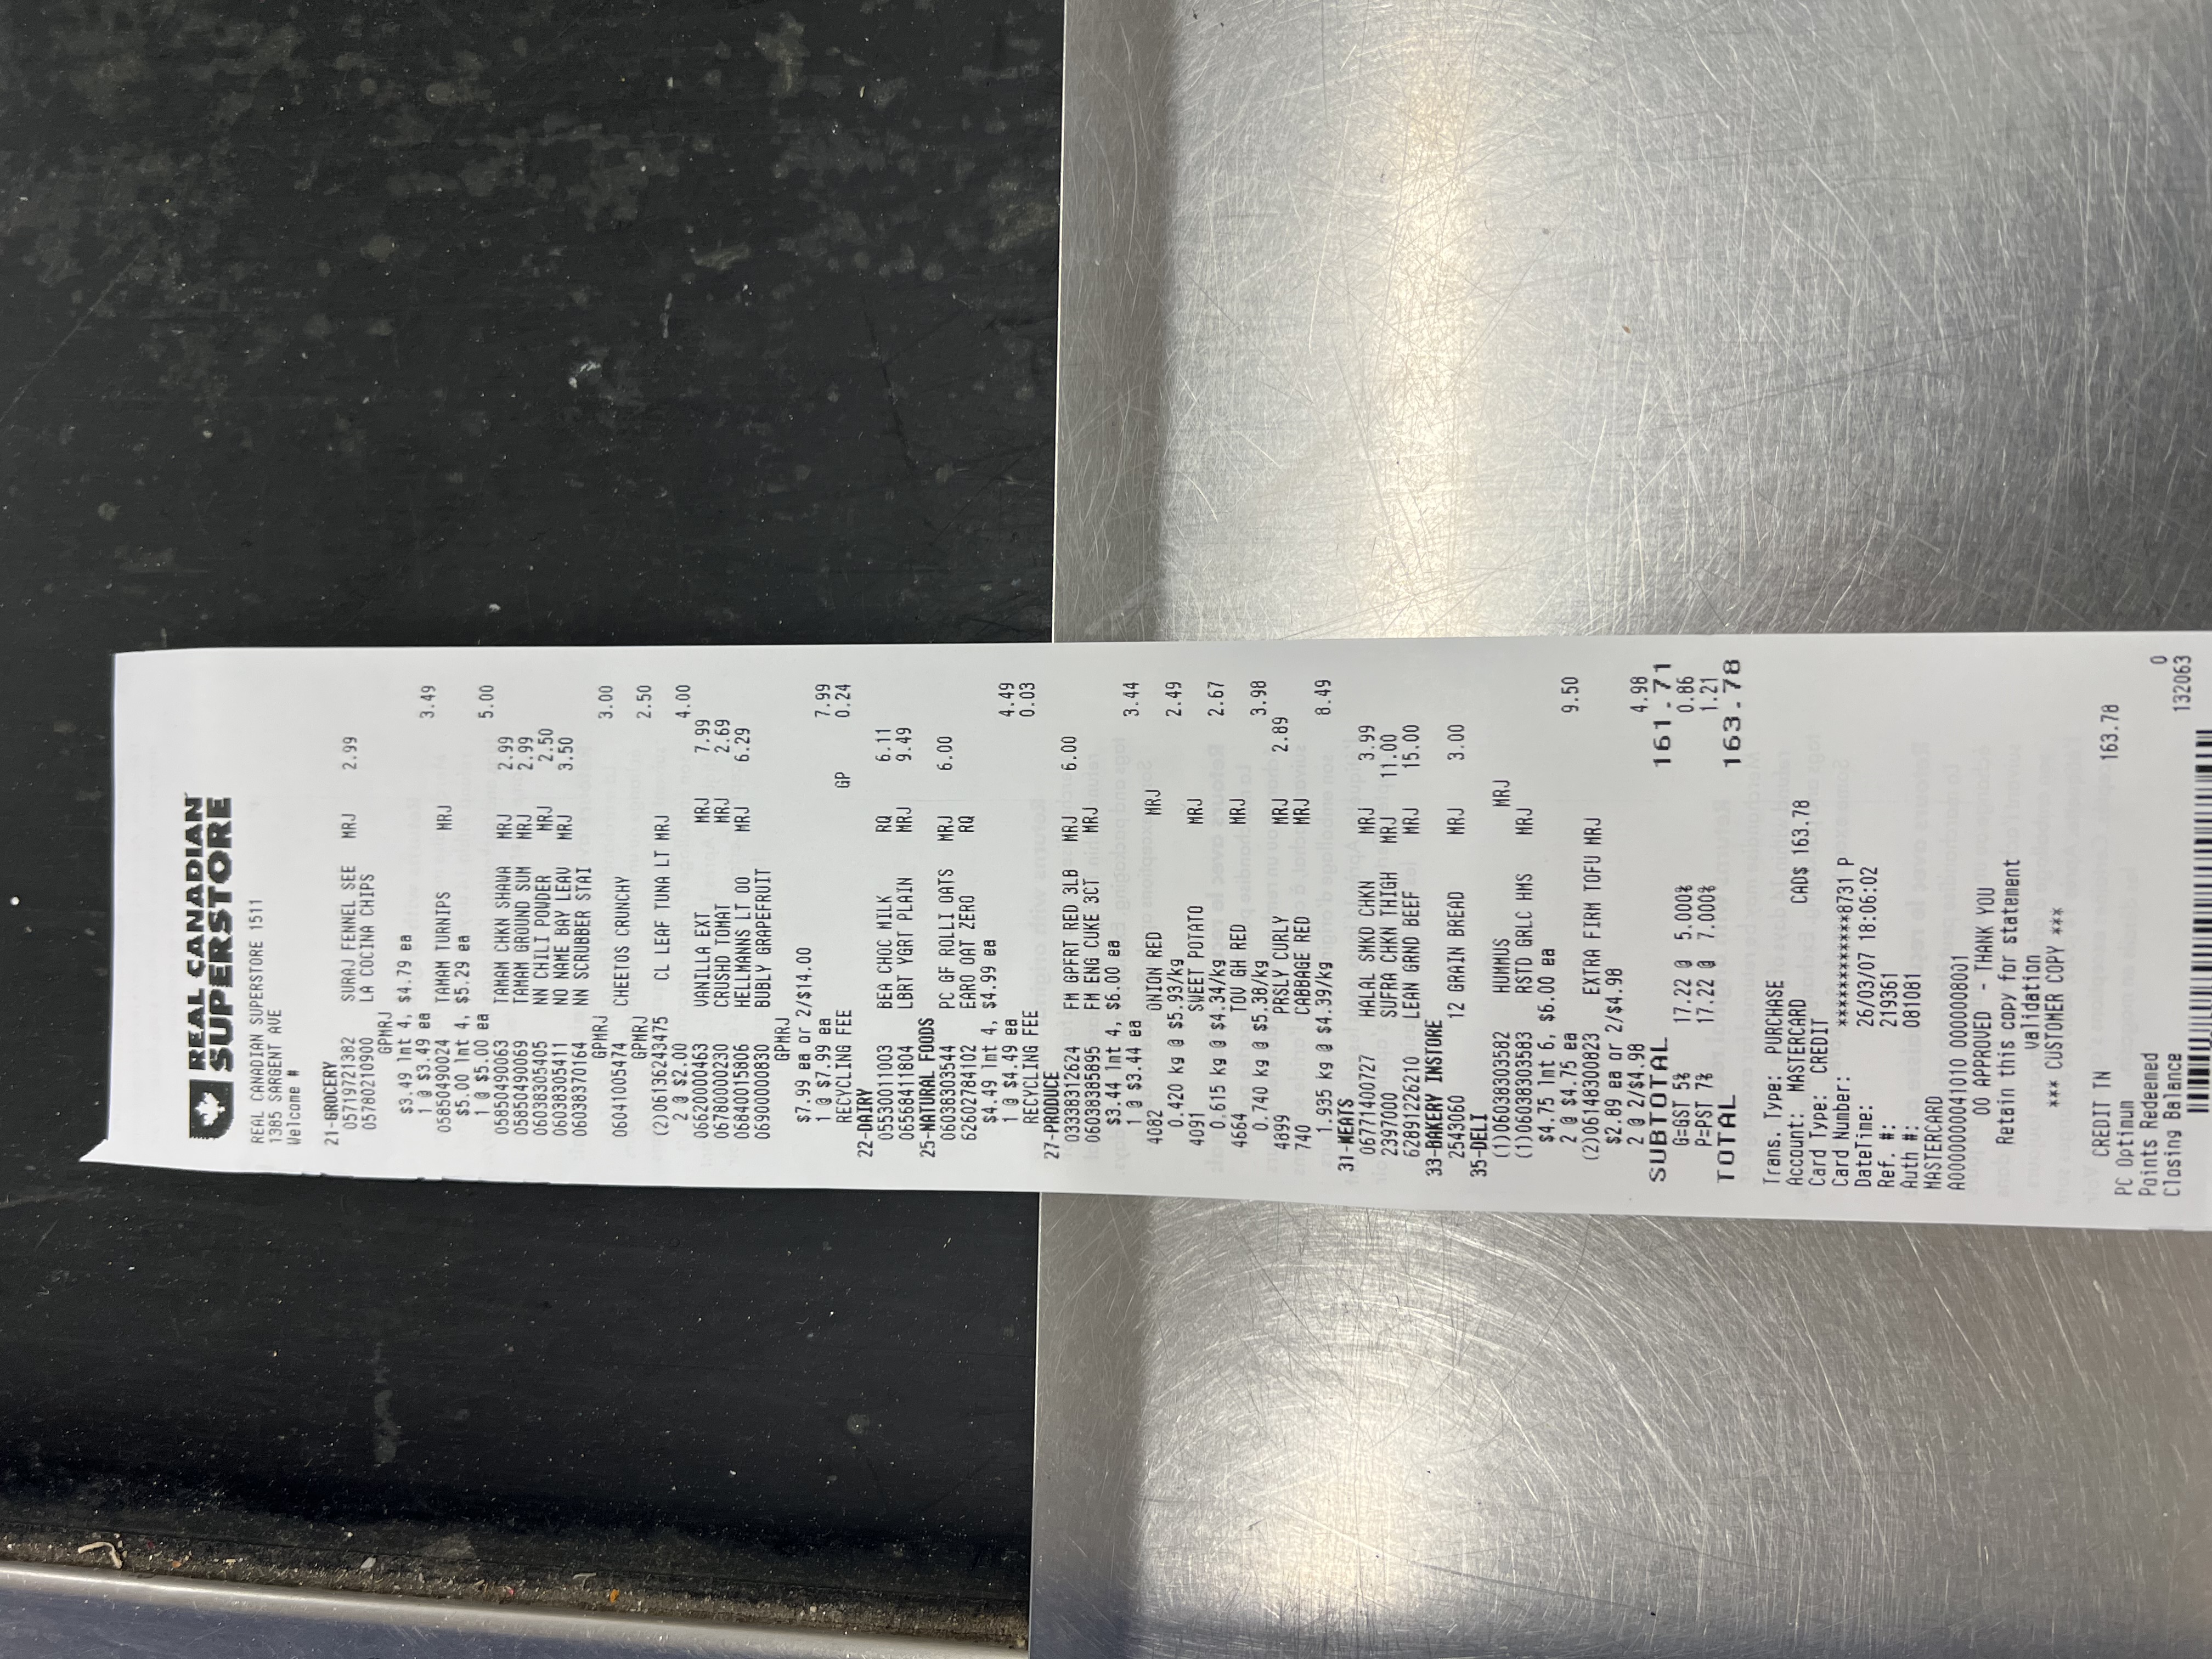 REAL CANADIAN
SUPERSTORE
REAL CANADIAN SUPERSTORE 1511
1385 SARGENT AVE
Welcome #
21-GROCERY
05719721382 SURAJ FENNEL SEE MRJ 2.99
05780210900 LA COCINA CHIPS
GPMRJ
$3.49 lmt 4, $4.79 ea
1 @ $3.49 ea 3.49
05850490024 TAHAM TURNIPS MRJ
$5.00 lmt 4, $5.29 ea
1 @ $5.00 ea 5.00
05850490063 TAHAM CHKN SHAWA MRJ 2.99
05850490069 TAHAM GROUND SUM MRJ 2.99
06038305405 NN CHILI POWDER MRJ 2.50
06038305411 NO NAME BAY LEAV MRJ 3.50
06038370164 NN SCRUBBER STAI
GPMRJ 3.00
06041005474 CHEETOS CRUNCHY
GPMRJ 2.50
(2)06136243475 CL LEAF TUNA LT MRJ
2 @ $2.00 4.00
06620000463 VANILLA EXT MRJ 7.99
06780000230 CRUSHD TOMAT MRJ 2.69
06840015806 HELLMANNS LT OO MRJ 6.29
06900000830 BUBLY GRAPEFRUIT
GPMRJ
$7.99 ea or 2/$14.00
1 @ $7.99 ea 7.99
RECYCLING FEE GP 0.24
22-DAIRY
05530011003 BEA CHOC MILK RQ 6.11
06568411804 LBRT YGRT PLAIN MRJ 9.49
25-NATURAL FOODS
06038303544 PC GF ROLLI OATS MRJ 6.00
62602784102 EARO OAT ZERO RQ
$4.49 lmt 4, $4.99 ea
1 @ $4.49 ea 4.49
RECYCLING FEE 0.03
27-PRODUCE
03338312624 FM GPFRT RED 3LB MRJ 6.00
06038385895 FM ENG CUKE 3CT MRJ
$3.44 lmt 4, $6.00 ea
1 @ $3.44 ea 3.44
4082 ONION RED MRJ
0.420 kg @ $5.93/kg 2.49
4091 SWEET POTATO MRJ
0.615 kg @ $4.34/kg 2.67
4664 TOV GH RED MRJ
0.740 kg @ $5.38/kg 3.98
4899 PRSLY CURLY MRJ 2.89
740 CABBAGE RED MRJ
1.935 kg @ $4.39/kg 8.49
31-MEATS
06771400727 HALAL SMKD CHKN MRJ 3.99
2397000 SUFRA CHKN THIGH MRJ 11.00
62891226210 LEAN GRND BEEF MRJ 15.00
33-BAKERY INSTORE
2543060 12 GRAIN BREAD MRJ 3.00
35-DELI
(1)06038303582 HUMMUS MRJ
(1)06038303583 RSTD GRLC HMS MRJ
$4.75 lmt 6, $6.00 ea
2 @ $4.75 ea 9.50
(2)06148300823 EXTRA FIRM TOFU MRJ
$2.89 ea or 2/$4.98
2 @ 2/$4.98 4.98
SUBTOTAL 161.71
G=GST 5% 17.22 @ 5.000% 0.86
P=PST 7% 17.22 @ 7.000% 1.21
TOTAL 163.78
Trans. Type: PURCHASE
Account: MASTERCARD CAD$ 163.78
Card Type: CREDIT
Card Number: ************8731 P
DateTime: 26/03/07 18:06:02
Ref. #: 219361
Auth #: 081081
MASTERCARD
A0000000041010 0000008001
00 APPROVED - THANK YOU
Retain this copy for statement
validation
*** CUSTOMER COPY ***
CREDIT TN 163.78
PC Optimum
Points Redeemed 0
Closing Balance 132063